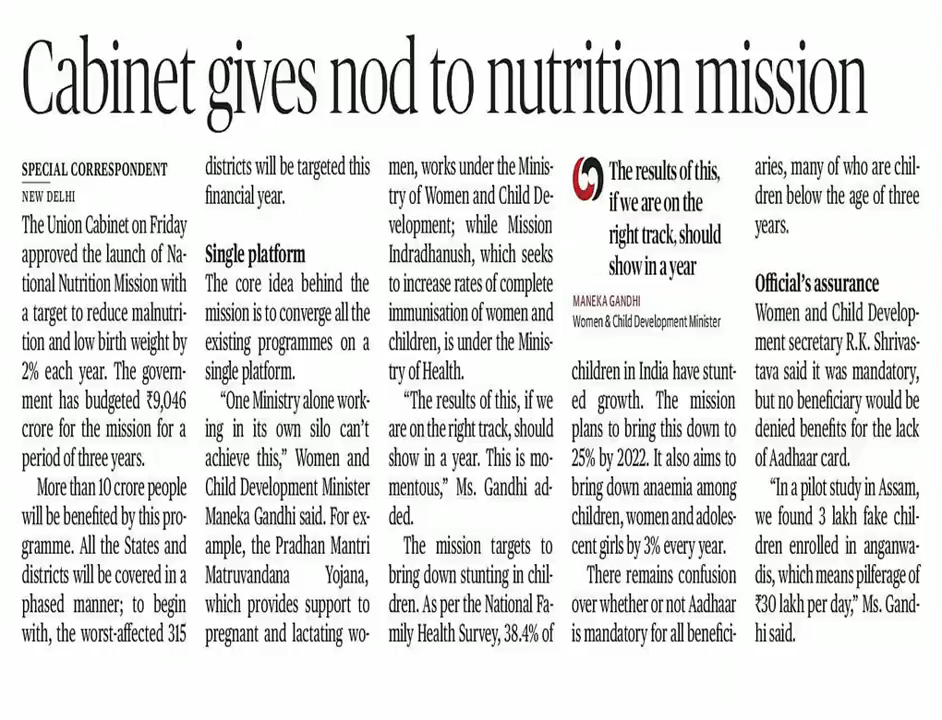 Cabinet gives nod to nutrition mission
SPECIAL CORRESPONDENT
NEW DELHI
The Union Cabinet on Friday
approved the launch of Na-
tional Nutrition Mission with
a target to reduce malnutri-
tion and low birth weight by
2% each year. The govern-
ment has budgeted ₹9,046
crore for the mission for a
period of three years.
More than 10 crore people
will be benefited by this pro-
gramme. All the States and
districts will be covered in a
phased manner; to begin
with, the worst-affected 315
districts will be targeted this
financial year.
Single platform
The core idea behind the
mission is to converge all the
existing programmes on a
single platform.
“One Ministry alone work-
ing in its own silo can’t
achieve this,” Women and
Child Development Minister
Maneka Gandhi said. For ex-
ample, the Pradhan Mantri
Matruvandana Yojana,
which provides support to
pregnant and lactating wo-
men, works under the Minis-
try of Women and Child De-
velopment; while Mission
Indradhanush, which seeks
to increase rates of complete
immunisation of women and
children, is under the Minis-
try of Health.
“The results of this, if we
are on the right track, should
show in a year. This is mo-
mentous,” Ms. Gandhi ad-
ded.
The mission targets to
bring down stunting in chil-
dren. As per the National Fa-
mily Health Survey, 38.4% of
The results of this,
if we are on the
right track, should
show in a year
MANEKA GANDHI
Women & Child Development Minister
children in India have stunt-
ed growth. The mission
plans to bring this down to
25% by 2022. It also aims to
bring down anaemia among
children, women and adoles-
cent girls by 3% every year.
There remains confusion
over whether or not Aadhaar
is mandatory for all benefici-
aries, many of who are chil-
dren below the age of three
years.
Official’s assurance
Women and Child Develop-
ment secretary R.K. Shrivas-
tava said it was mandatory,
but no beneficiary would be
denied benefits for the lack
of Aadhaar card.
“In a pilot study in Assam,
we found 3 lakh fake chil-
dren enrolled in anganwa-
dis, which means pilferage of
₹30 lakh per day,” Ms. Gand-
hi said.